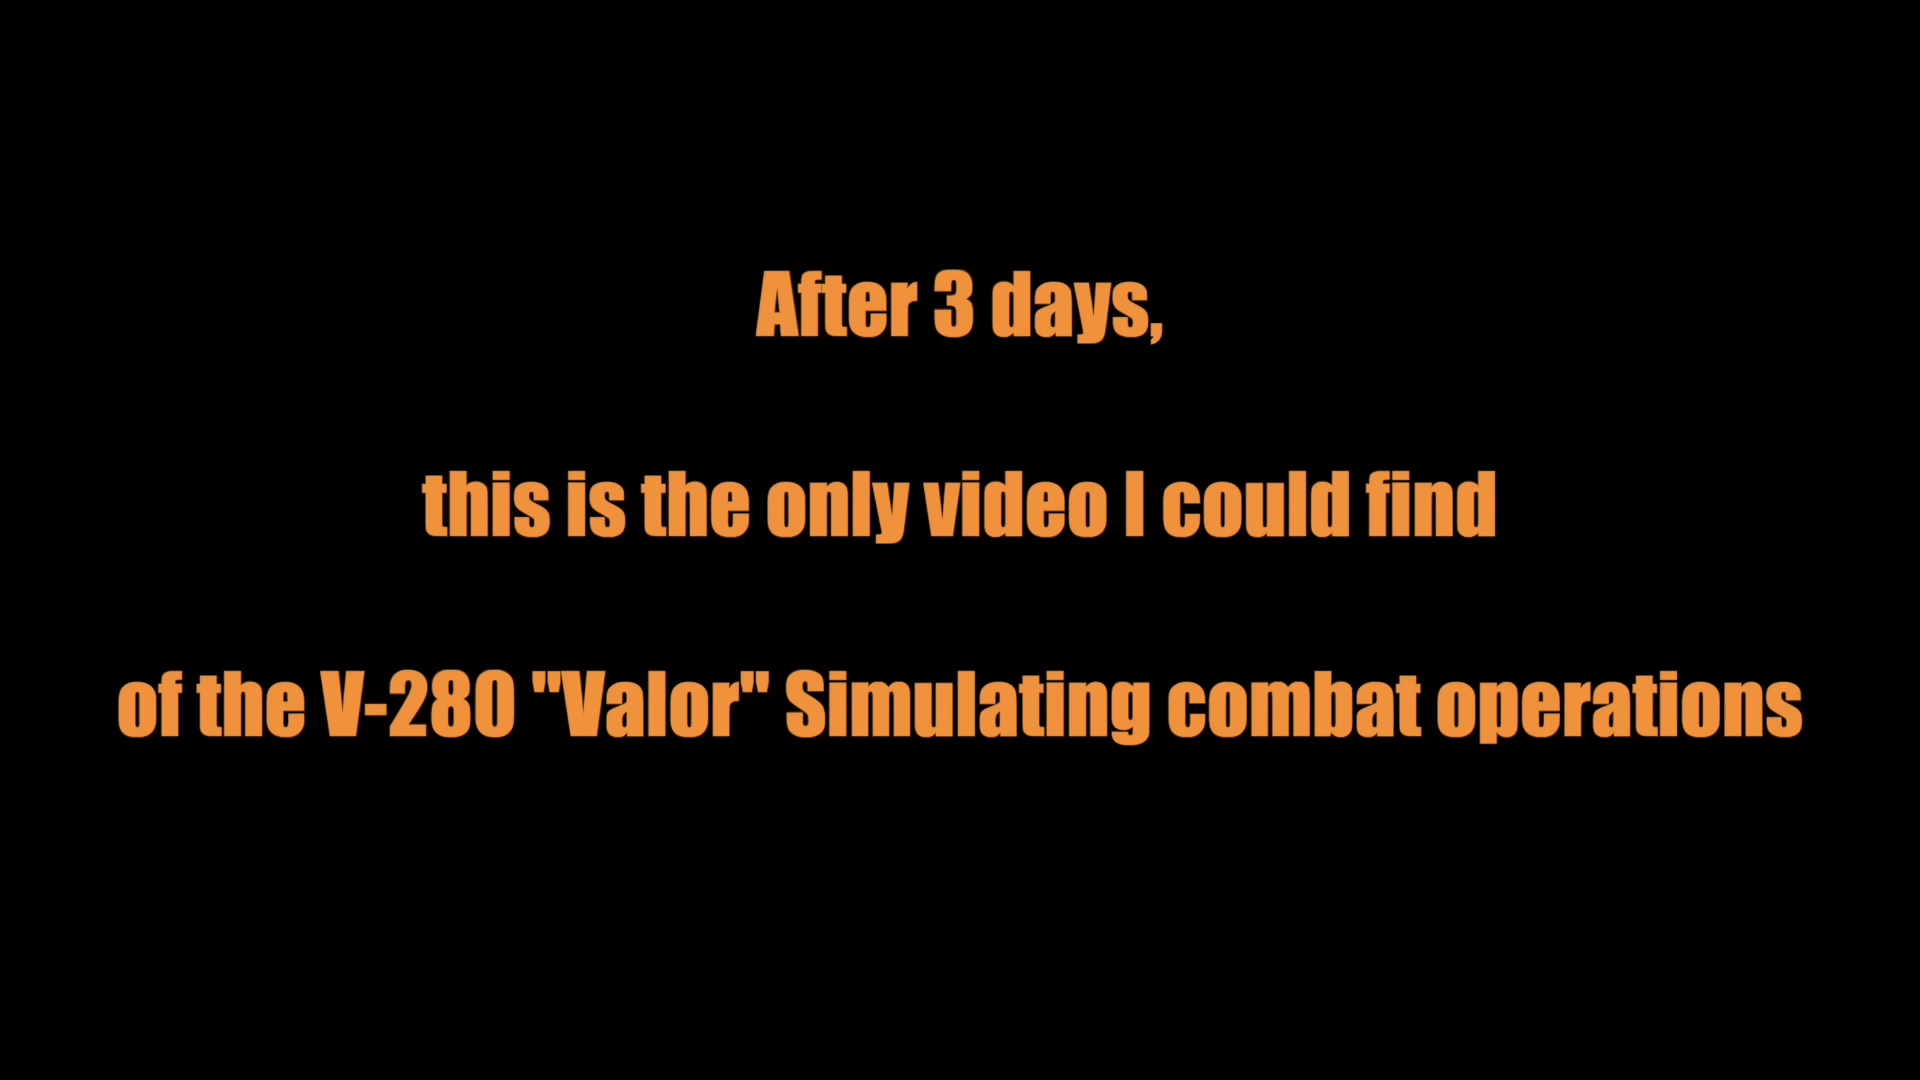 After 3 days,
this is the only video I could find
of the V-280 "Valor" Simulating combat operations